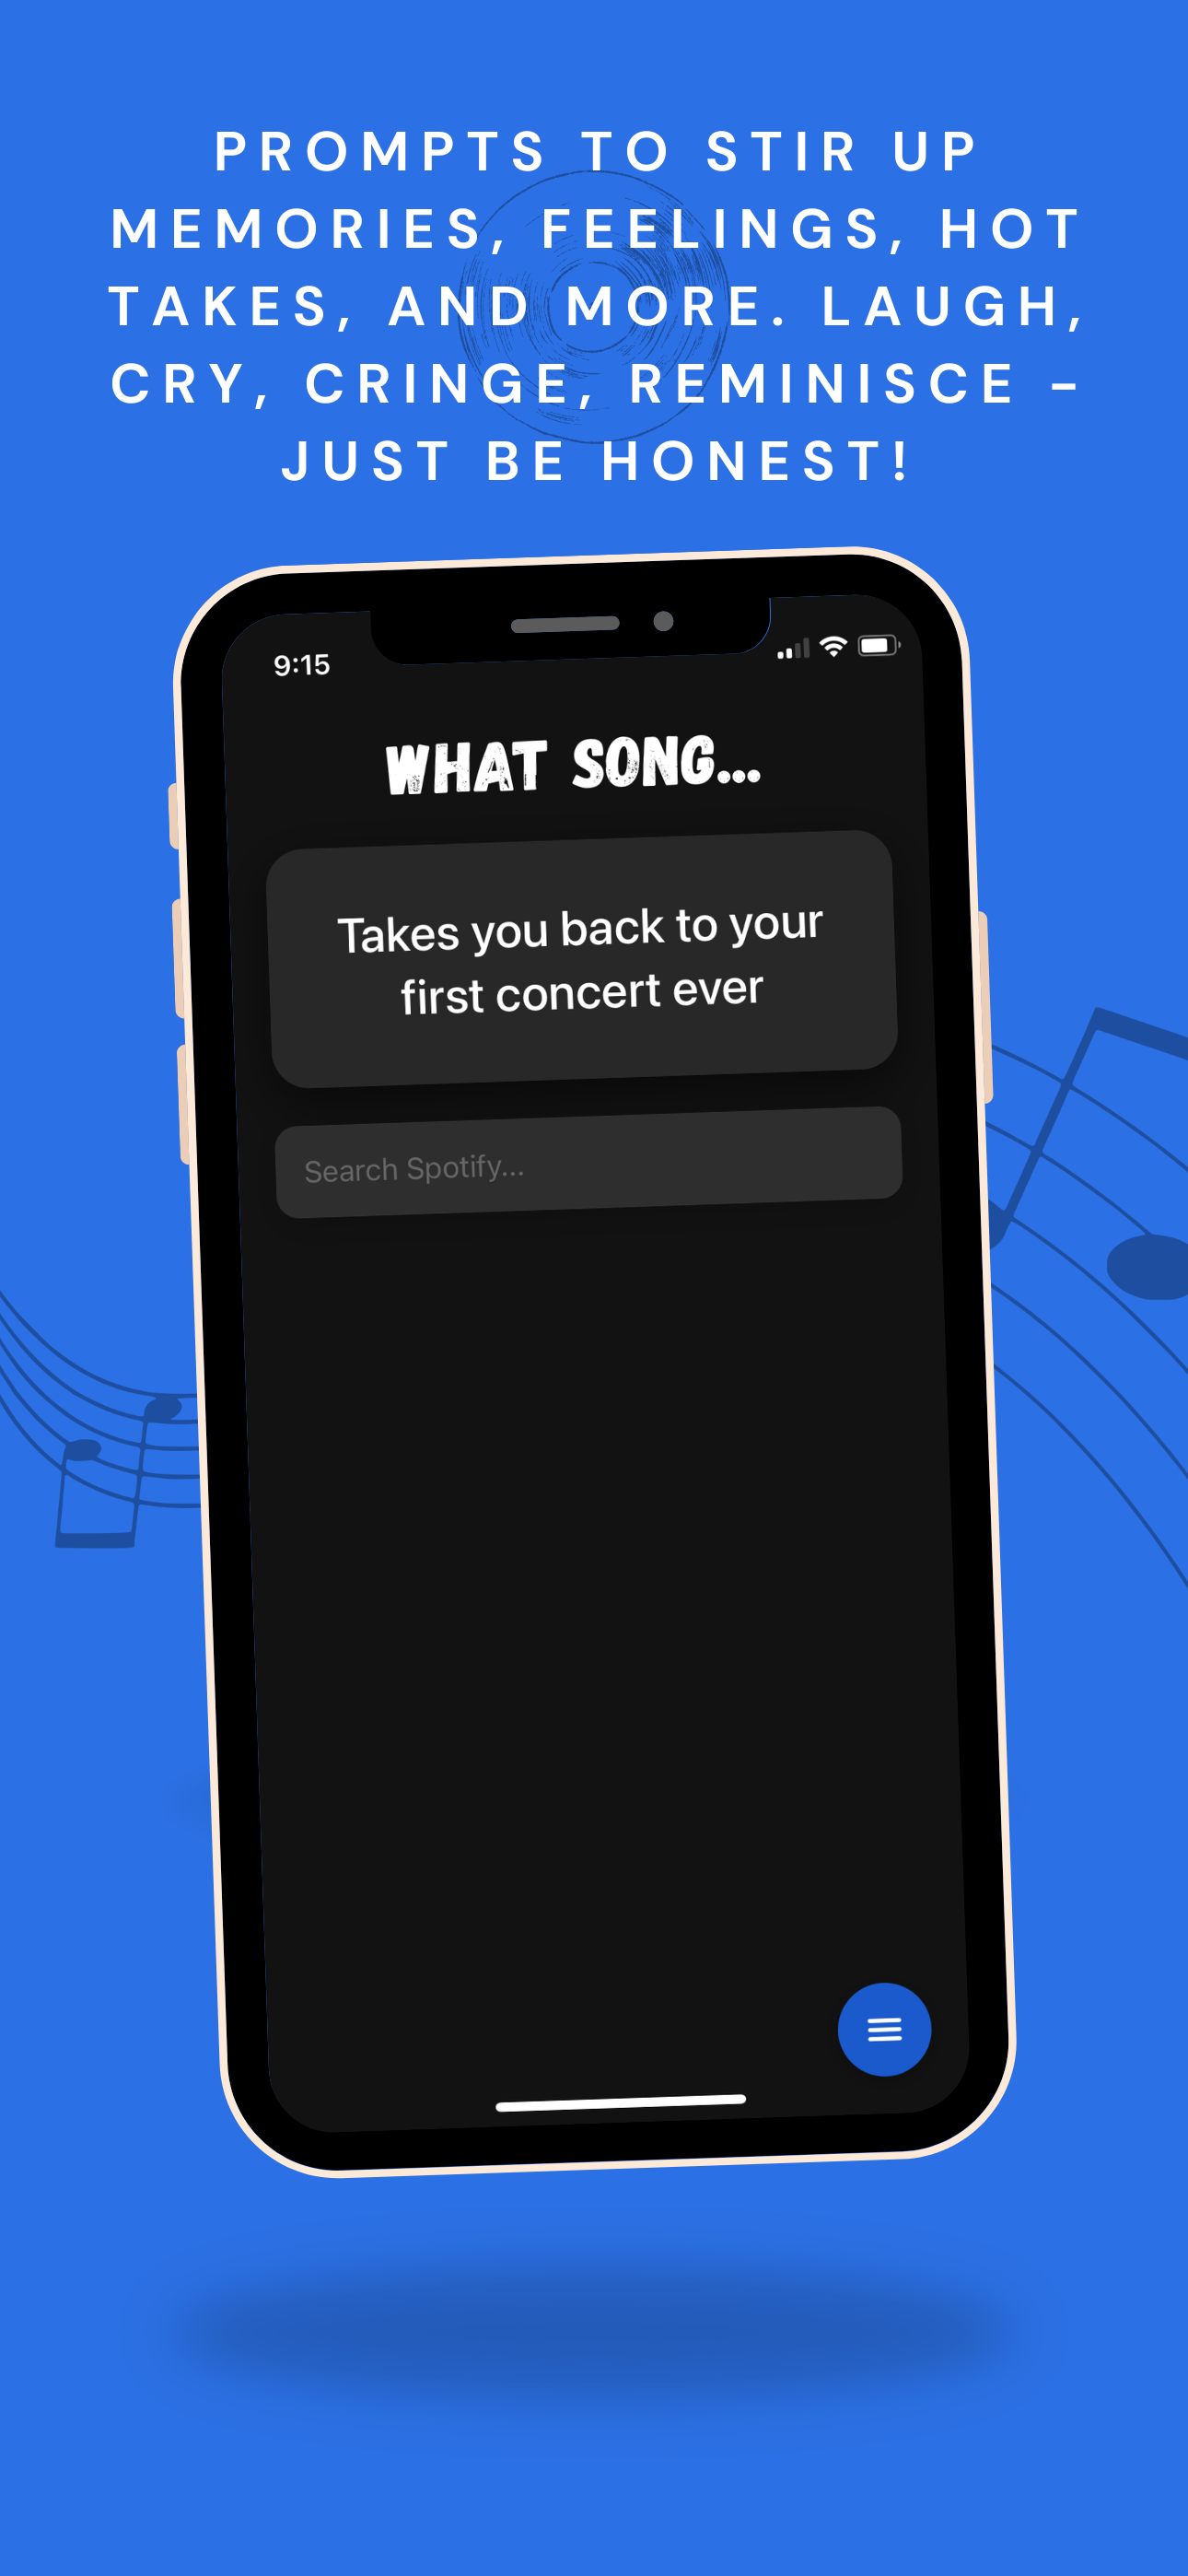 PROMPTS TO STIR UP
MEMORIES, FEELINGS, HOT
TAKES, AND MORE. LAUGH,
CRY, CRINGE, REMINISCE -
JUST BE HONEST!
9:15
WHAT SONG...
Takes you back to your
first concert ever
Search Spotify...